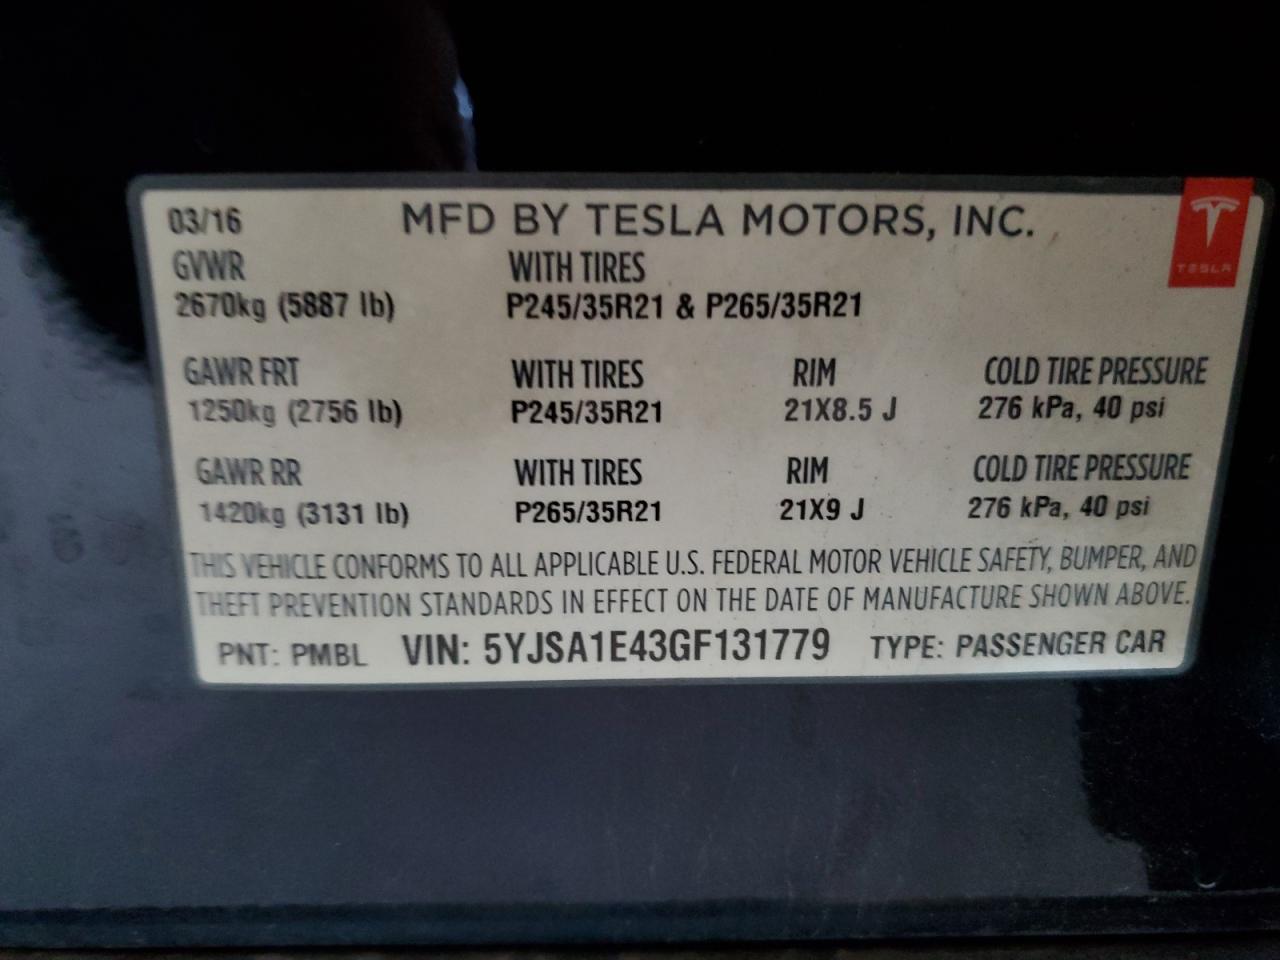 03/16 MFD BY TESLA MOTORS, INC.
TESLA
GVWR WITH TIRES
2670kg (5887 lb) P245/35R21 & P265/35R21
GAWR FRT WITH TIRES RIM COLD TIRE PRESSURE
1250kg (2756 lb) P245/35R21 21X8.5 J 276 kPa, 40 psi
GAWR RR WITH TIRES RIM COLD TIRE PRESSURE
1420kg (3131 lb) P265/35R21 21X9 J 276 kPa, 40 psi
THIS VEHICLE CONFORMS TO ALL APPLICABLE U.S. FEDERAL MOTOR VEHICLE SAFETY, BUMPER, AND
THEFT PREVENTION STANDARDS IN EFFECT ON THE DATE OF MANUFACTURE SHOWN ABOVE.
PNT: PMBL VIN: 5YJSA1E43GF131779 TYPE: PASSENGER CAR